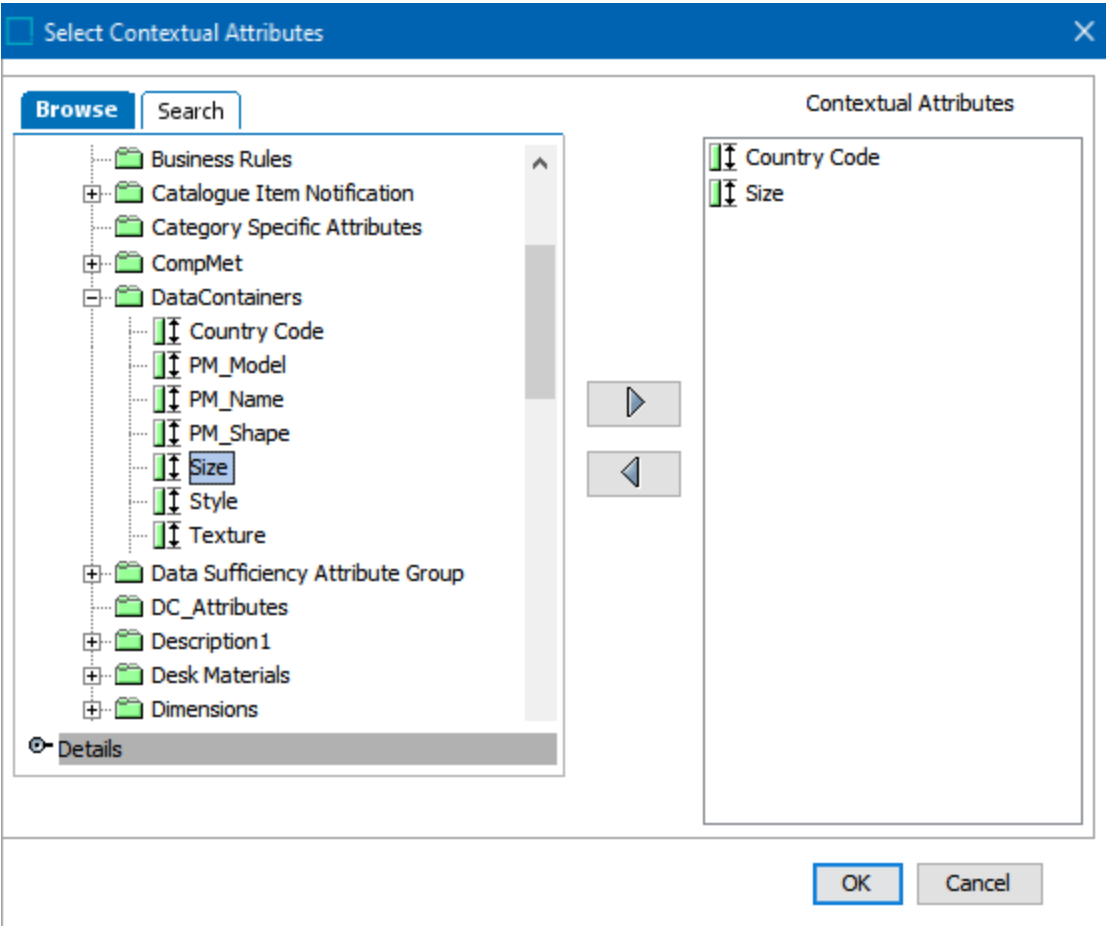 Select Contextual Attributes
Browse
Search
Business Rules
Catalogue Item Notification
Category Specific Attributes
CompMet
DataContainers
Country Code
PM_Model
PM_Name
PM_Shape
Size
Style
Texture
Data Sufficiency Attribute Group
DC_Attributes
Description1
Desk Materials
Dimensions
Details
Contextual Attributes
Country Code
Size
OK
Cancel